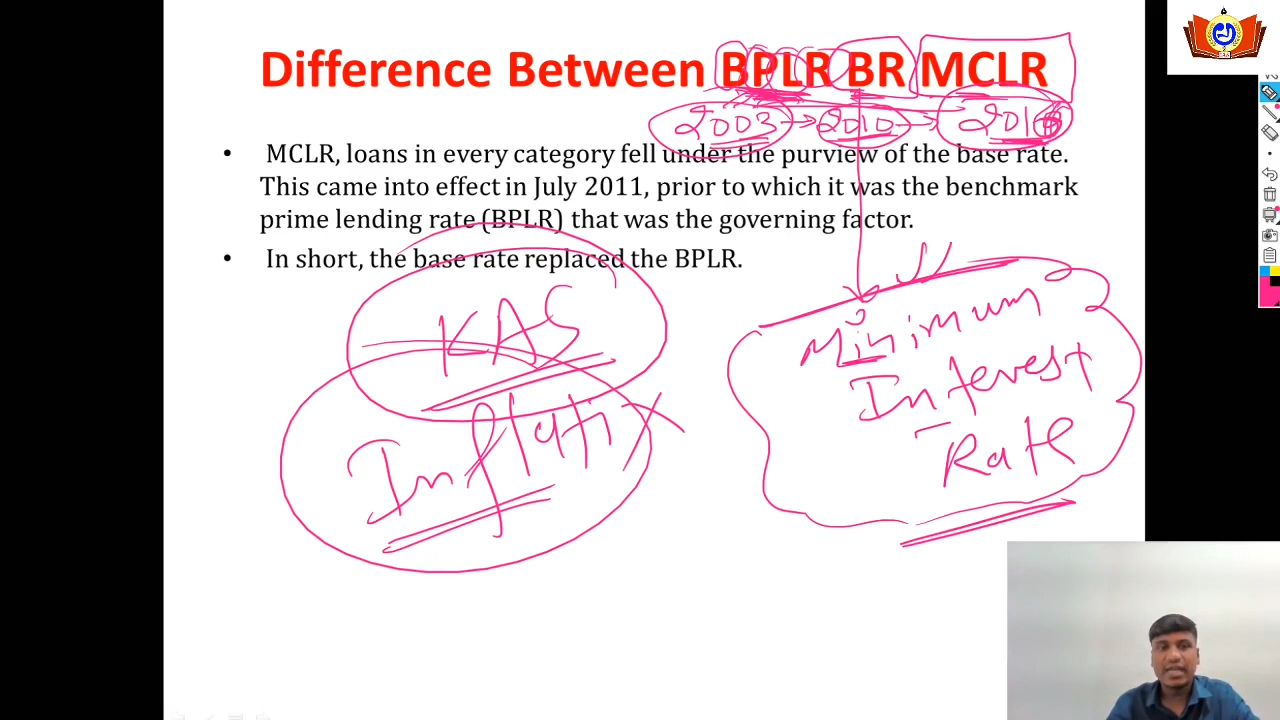 Difference Between BPLR BR MCLR
2003 → 2010 → 2016
• MCLR, loans in every category fell under the purview of the base rate.
This came into effect in July 2011, prior to which it was the benchmark
prime lending rate (BPLR) that was the governing factor.
• In short, the base rate replaced the BPLR.
KAS
Minimum
Interest
Rate